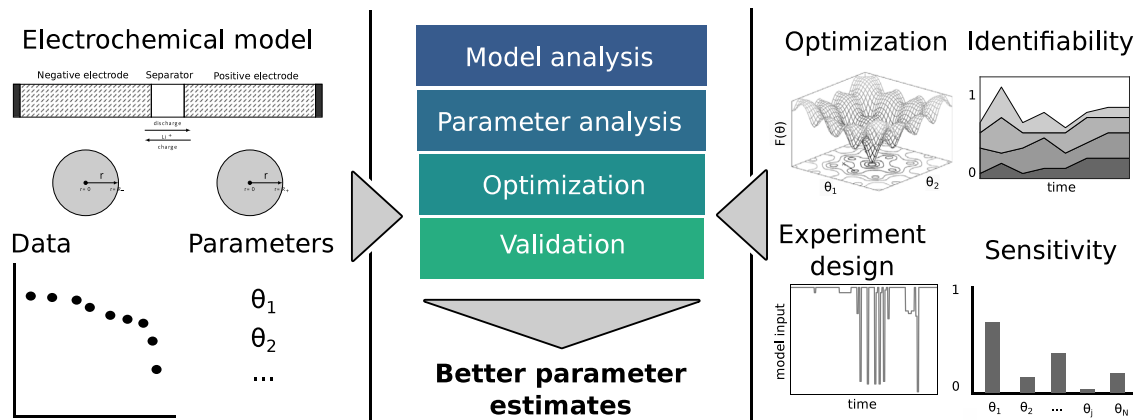 Electrochemical model
Negative electrode Separator Positive electrode
discharge
Li +
charge
r
r= 0
r
r= 0
Data
Parameters
θ1
θ2
...
Model analysis
Parameter analysis
Optimization
Validation
Better parameter
estimates
Optimization
F(θ)
θ1
θ2
Identifiability
1
0
time
Experiment
design
model input
time
Sensitivity
1
0
θ1 θ2 ... θj θN